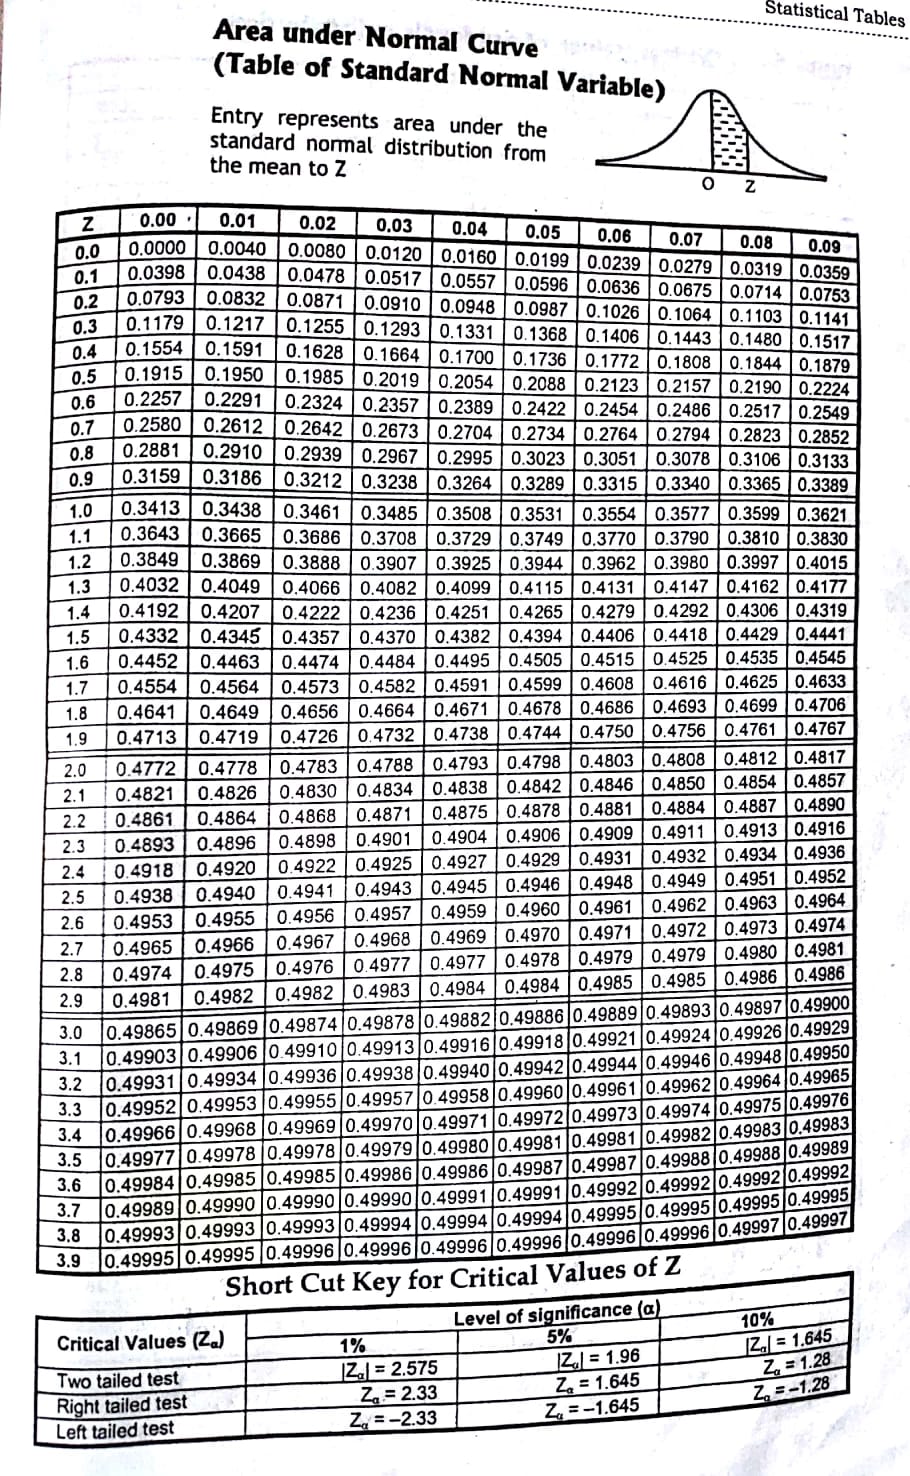 Statistical Tables
Area under Normal Curve
(Table of Standard Normal Variable)
Entry represents area under the
standard normal distribution from
the mean to Z
O Z
Z 0.00 0.01 0.02 0.03 0.04 0.05 0.06 0.07 0.08 0.09
0.0 0.0000 0.0040 0.0080 0.0120 0.0160 0.0199 0.0239 0.0279 0.0319 0.0359
0.1 0.0398 0.0438 0.0478 0.0517 0.0557 0.0596 0.0636 0.0675 0.0714 0.0753
0.2 0.0793 0.0832 0.0871 0.0910 0.0948 0.0987 0.1026 0.1064 0.1103 0.1141
0.3 0.1179 0.1217 0.1255 0.1293 0.1331 0.1368 0.1406 0.1443 0.1480 0.1517
0.4 0.1554 0.1591 0.1628 0.1664 0.1700 0.1736 0.1772 0.1808 0.1844 0.1879
0.5 0.1915 0.1950 0.1985 0.2019 0.2054 0.2088 0.2123 0.2157 0.2190 0.2224
0.6 0.2257 0.2291 0.2324 0.2357 0.2389 0.2422 0.2454 0.2486 0.2517 0.2549
0.7 0.2580 0.2612 0.2642 0.2673 0.2704 0.2734 0.2764 0.2794 0.2823 0.2852
0.8 0.2881 0.2910 0.2939 0.2967 0.2995 0.3023 0.3051 0.3078 0.3106 0.3133
0.9 0.3159 0.3186 0.3212 0.3238 0.3264 0.3289 0.3315 0.3340 0.3365 0.3389
1.0 0.3413 0.3438 0.3461 0.3485 0.3508 0.3531 0.3554 0.3577 0.3599 0.3621
1.1 0.3643 0.3665 0.3686 0.3708 0.3729 0.3749 0.3770 0.3790 0.3810 0.3830
1.2 0.3849 0.3869 0.3888 0.3907 0.3925 0.3944 0.3962 0.3980 0.3997 0.4015
1.3 0.4032 0.4049 0.4066 0.4082 0.4099 0.4115 0.4131 0.4147 0.4162 0.4177
1.4 0.4192 0.4207 0.4222 0.4236 0.4251 0.4265 0.4279 0.4292 0.4306 0.4319
1.5 0.4332 0.4345 0.4357 0.4370 0.4382 0.4394 0.4406 0.4418 0.4429 0.4441
1.6 0.4452 0.4463 0.4474 0.4484 0.4495 0.4505 0.4515 0.4525 0.4535 0.4545
1.7 0.4554 0.4564 0.4573 0.4582 0.4591 0.4599 0.4608 0.4616 0.4625 0.4633
1.8 0.4641 0.4649 0.4656 0.4664 0.4671 0.4678 0.4686 0.4693 0.4699 0.4706
1.9 0.4713 0.4719 0.4726 0.4732 0.4738 0.4744 0.4750 0.4756 0.4761 0.4767
2.0 0.4772 0.4778 0.4783 0.4788 0.4793 0.4798 0.4803 0.4808 0.4812 0.4817
2.1 0.4821 0.4826 0.4830 0.4834 0.4838 0.4842 0.4846 0.4850 0.4854 0.4857
2.2 0.4861 0.4864 0.4868 0.4871 0.4875 0.4878 0.4881 0.4884 0.4887 0.4890
2.3 0.4893 0.4896 0.4898 0.4901 0.4904 0.4906 0.4909 0.4911 0.4913 0.4916
2.4 0.4918 0.4920 0.4922 0.4925 0.4927 0.4929 0.4931 0.4932 0.4934 0.4936
2.5 0.4938 0.4940 0.4941 0.4943 0.4945 0.4946 0.4948 0.4949 0.4951 0.4952
2.6 0.4953 0.4955 0.4956 0.4957 0.4959 0.4960 0.4961 0.4962 0.4963 0.4964
2.7 0.4965 0.4966 0.4967 0.4968 0.4969 0.4970 0.4971 0.4972 0.4973 0.4974
2.8 0.4974 0.4975 0.4976 0.4977 0.4977 0.4978 0.4979 0.4979 0.4980 0.4981
2.9 0.4981 0.4982 0.4982 0.4983 0.4984 0.4984 0.4985 0.4985 0.4986 0.4986
3.0 0.49865 0.49869 0.49874 0.49878 0.49882 0.49886 0.49889 0.49893 0.49897 0.49900
3.1 0.49903 0.49906 0.49910 0.49913 0.49916 0.49918 0.49921 0.49924 0.49926 0.49929
3.2 0.49931 0.49934 0.49936 0.49938 0.49940 0.49942 0.49944 0.49946 0.49948 0.49950
3.3 0.49952 0.49953 0.49955 0.49957 0.49958 0.49960 0.49961 0.49962 0.49964 0.49965
3.4 0.49966 0.49968 0.49969 0.49970 0.49971 0.49972 0.49973 0.49974 0.49975 0.49976
3.5 0.49977 0.49978 0.49978 0.49979 0.49980 0.49981 0.49981 0.49982 0.49983 0.49983
3.6 0.49984 0.49985 0.49985 0.49986 0.49986 0.49987 0.49987 0.49988 0.49988 0.49989
3.7 0.49989 0.49990 0.49990 0.49990 0.49991 0.49991 0.49992 0.49992 0.49992 0.49992
3.8 0.49993 0.49993 0.49993 0.49994 0.49994 0.49994 0.49995 0.49995 0.49995 0.49995
3.9 0.49995 0.49995 0.49996 0.49996 0.49996 0.49996 0.49996 0.49996 0.49997 0.49997
Short Cut Key for Critical Values of Z
Critical Values (Zα) Level of significance (α)
1% 5% 10%
Two tailed test |Zα| = 2.575 |Zα| = 1.96 |Zα| = 1.645
Right tailed test Zα = 2.33 Zα = 1.645 Zα = 1.28
Left tailed test Zα = –2.33 Zα = –1.645 Zα = –1.28